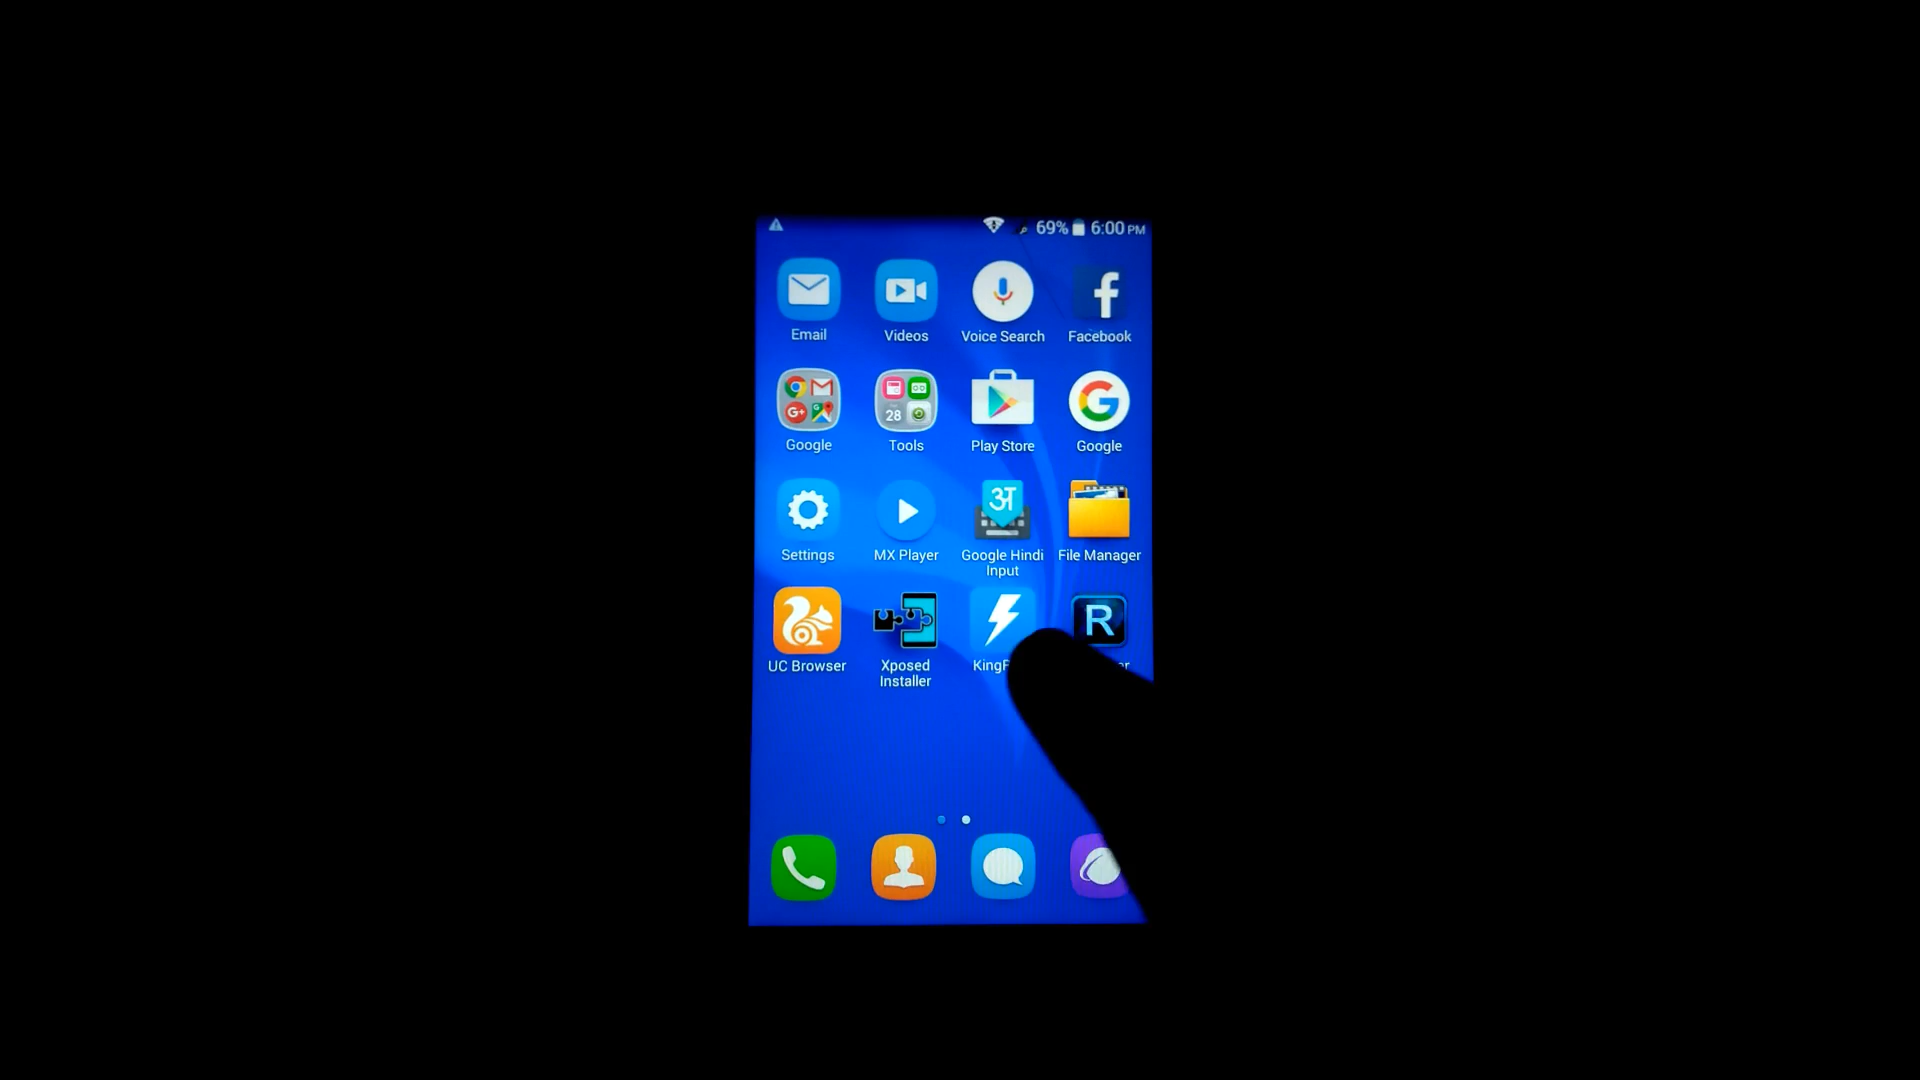 69% 6:00 PM
Email Videos Voice Search Facebook
28
Google Tools Play Store Google
अ
Settings MX Player Google Hindi Input File Manager
R
UC Browser Xposed Installer